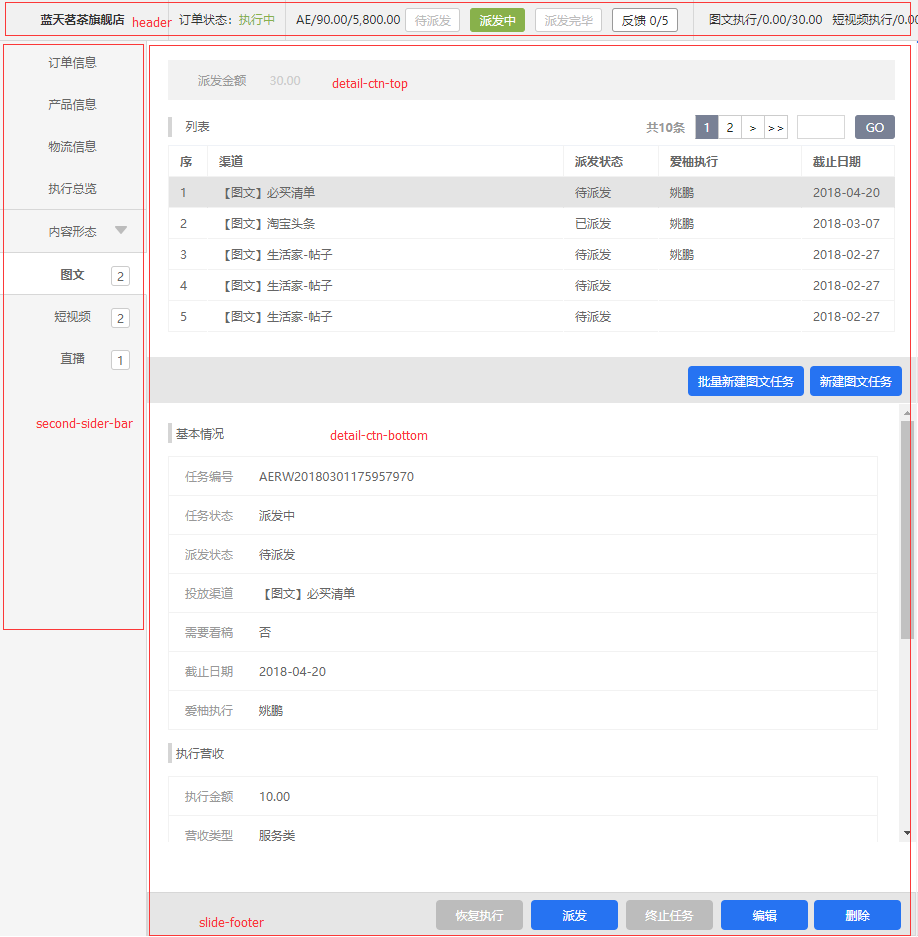 蓝天茗茶旗舰店 header 订单状态: 执行中 AE/90.00/5,800.00 待派发 派发中 派发完毕 反馈 0/5 图文执行/0.00/30.00 短视频执行/0.00
订单信息
产品信息
物流信息
执行总览
内容形态
图文 2
短视频 2
直播 1
second-sider-bar
派发金额 30.00 detail-ctn-top
列表 共10条 1 2 > >> GO
序 渠道 派发状态 爱柚执行 截止日期
1 【图文】必买清单 待派发 姚鹏 2018-04-20
2 【图文】淘宝头条 已派发 姚鹏 2018-03-07
3 【图文】生活家-帖子 待派发 姚鹏 2018-02-27
4 【图文】生活家-帖子 待派发 2018-02-27
5 【图文】生活家-帖子 待派发 2018-02-27
批量新建图文任务 新建图文任务
基本情况 detail-ctn-bottom
任务编号 AERW20180301175957970
任务状态 派发中
派发状态 待派发
投放渠道 【图文】必买清单
需要看稿 否
截止日期 2018-04-20
爱柚执行 姚鹏
执行营收
执行金额 10.00
营收类型 服务类
slide-footer 恢复执行 派发 终止任务 编辑 删除